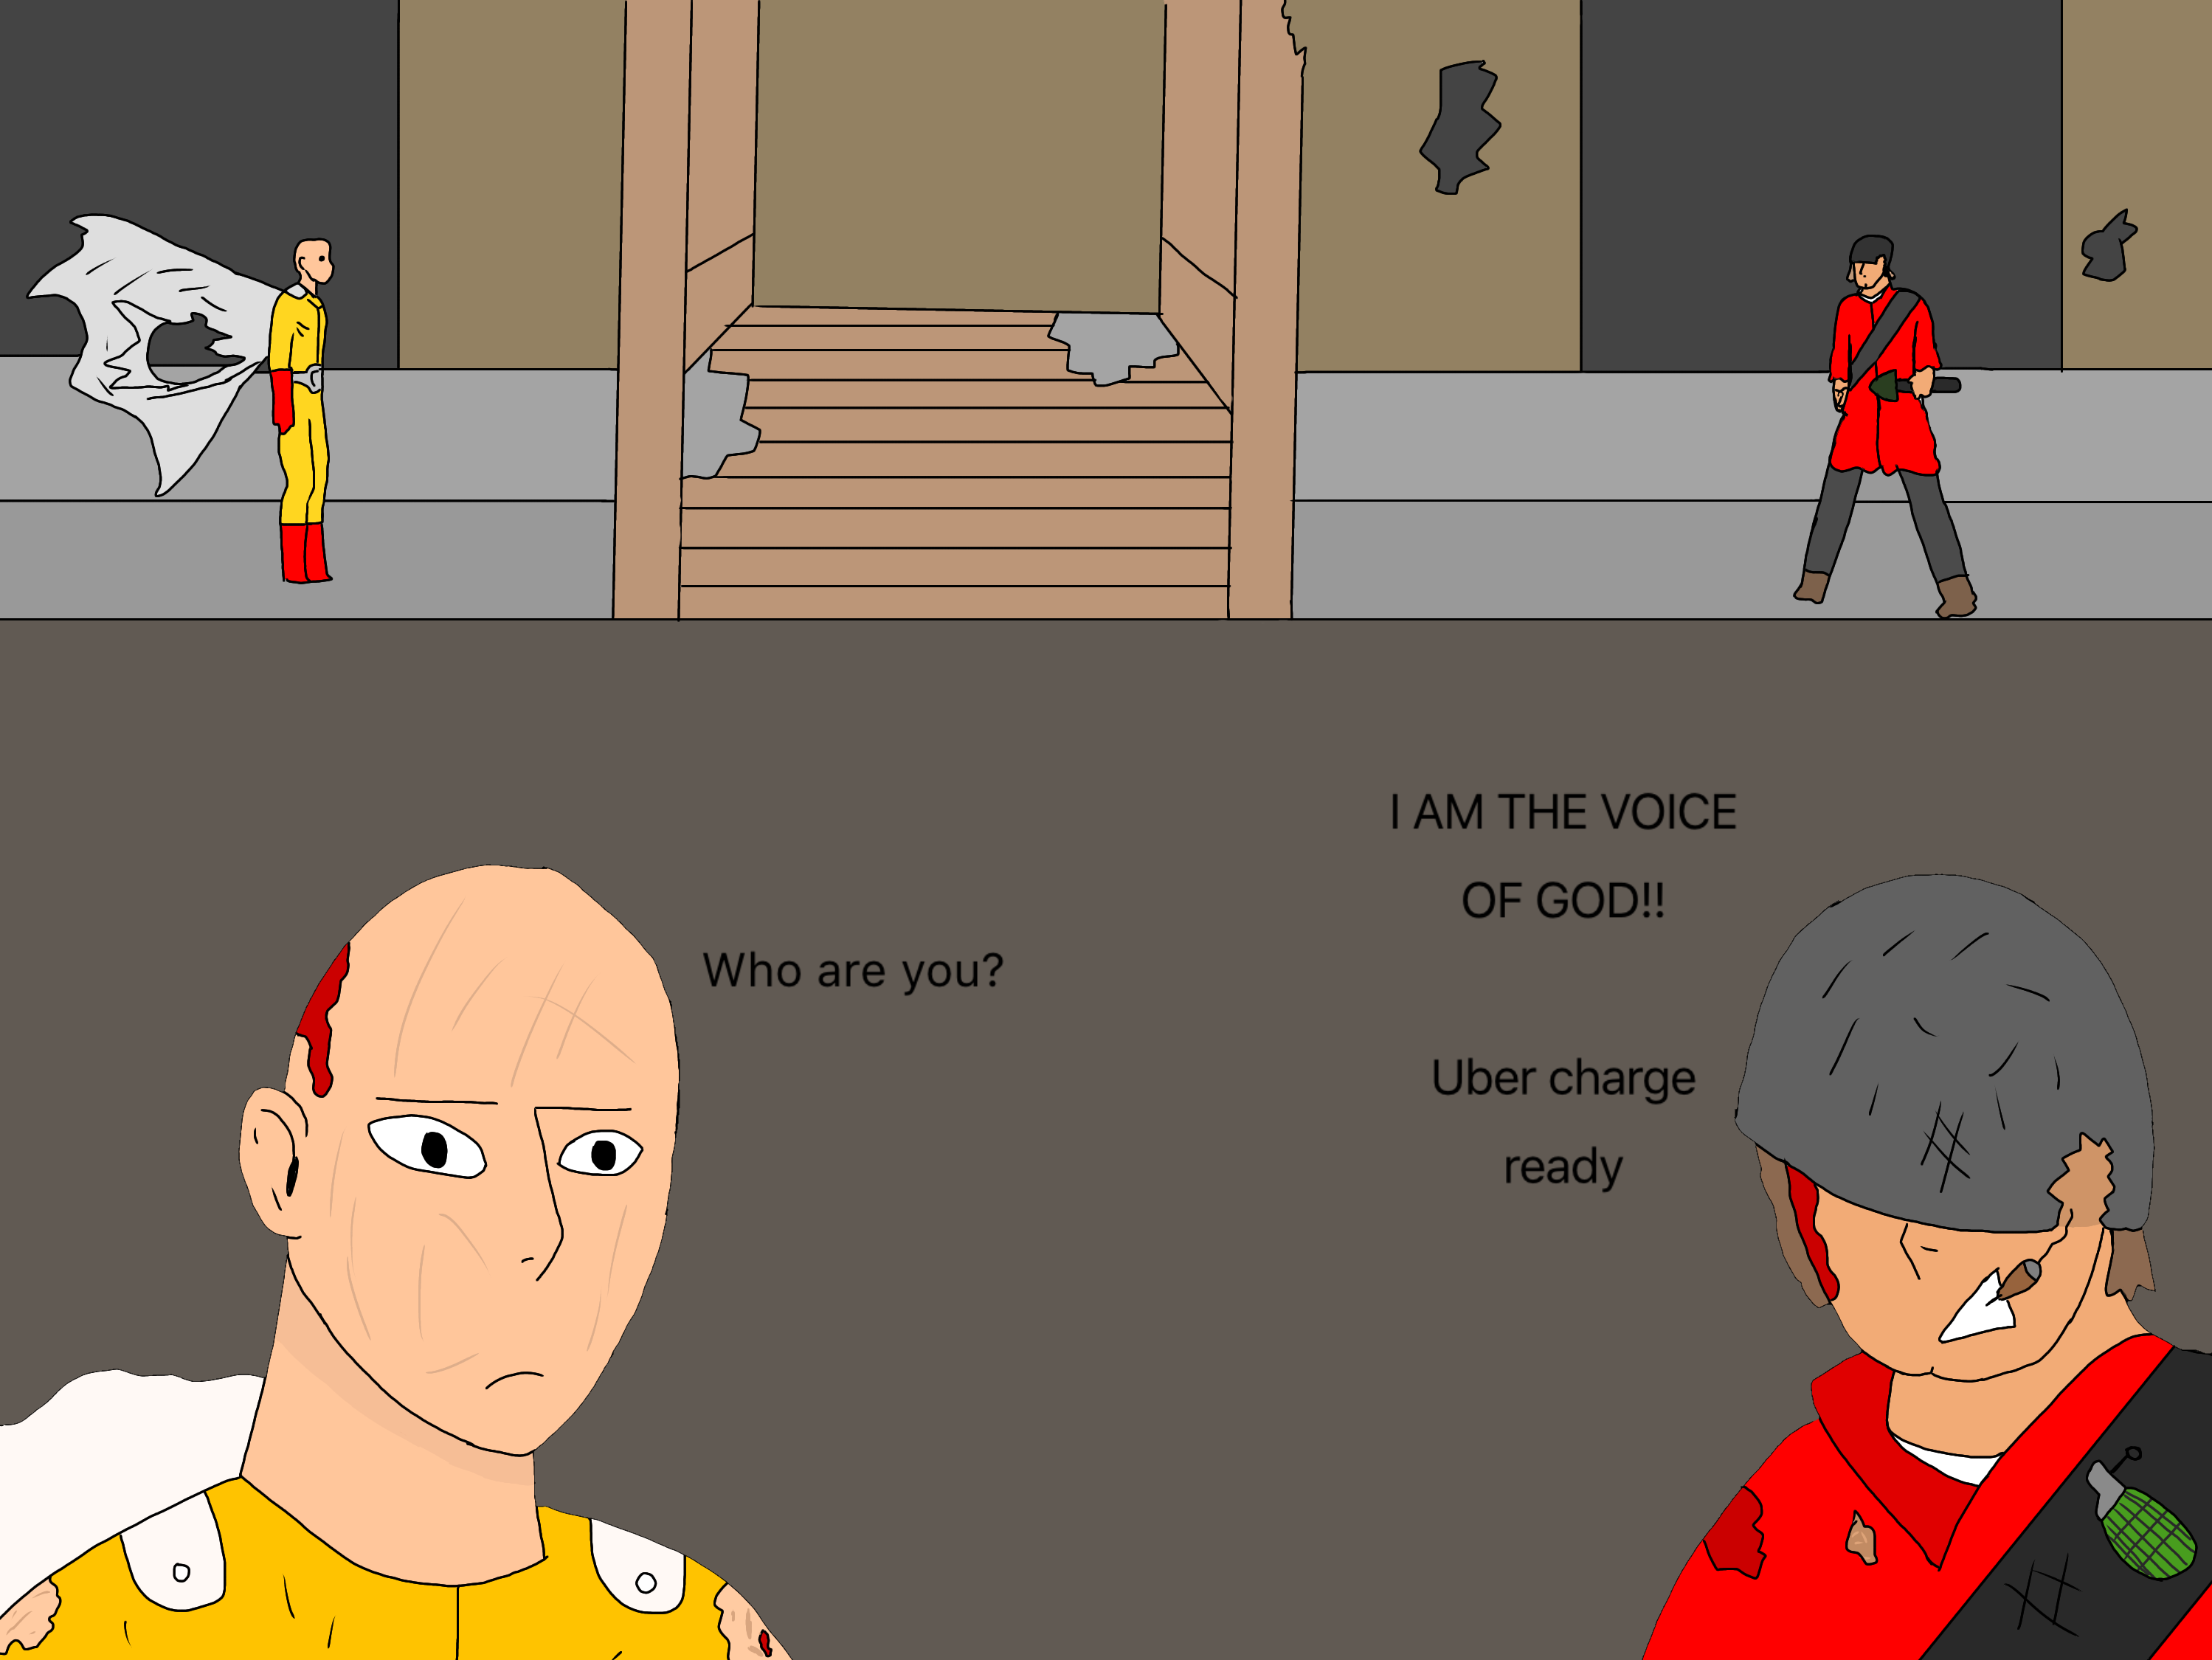 Who are you?
I AM THE VOICE
OF GOD!!
Uber charge
ready